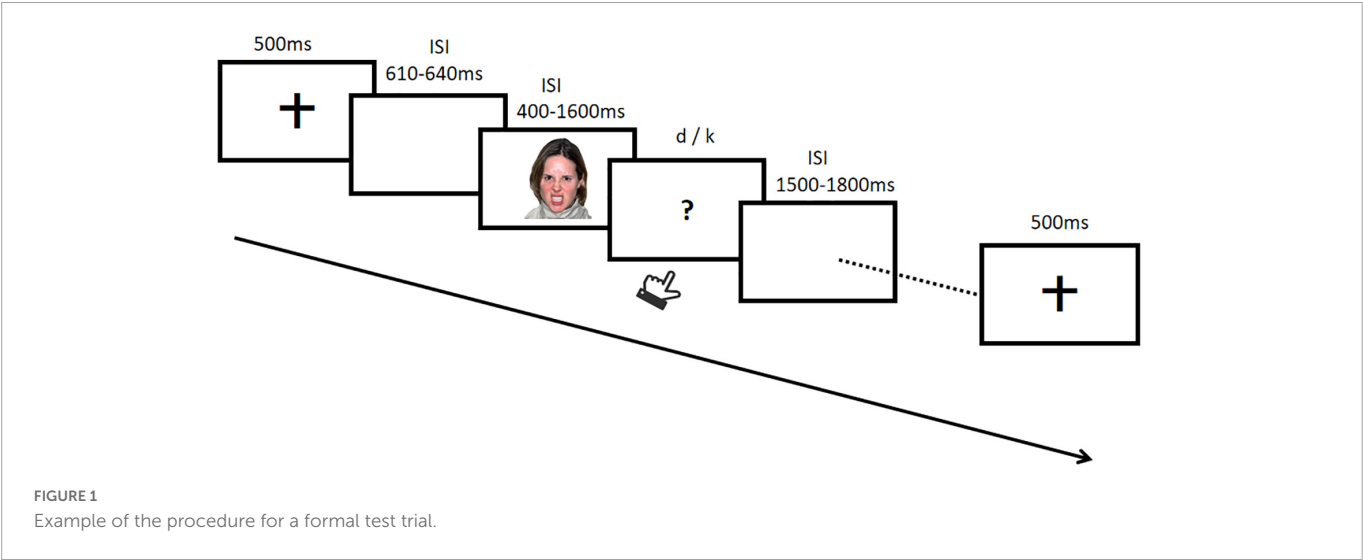 500ms
ISI
610-640ms
ISI
400-1600ms
d / k
?
ISI
1500-1800ms
500ms
FIGURE 1
Example of the procedure for a formal test trial.